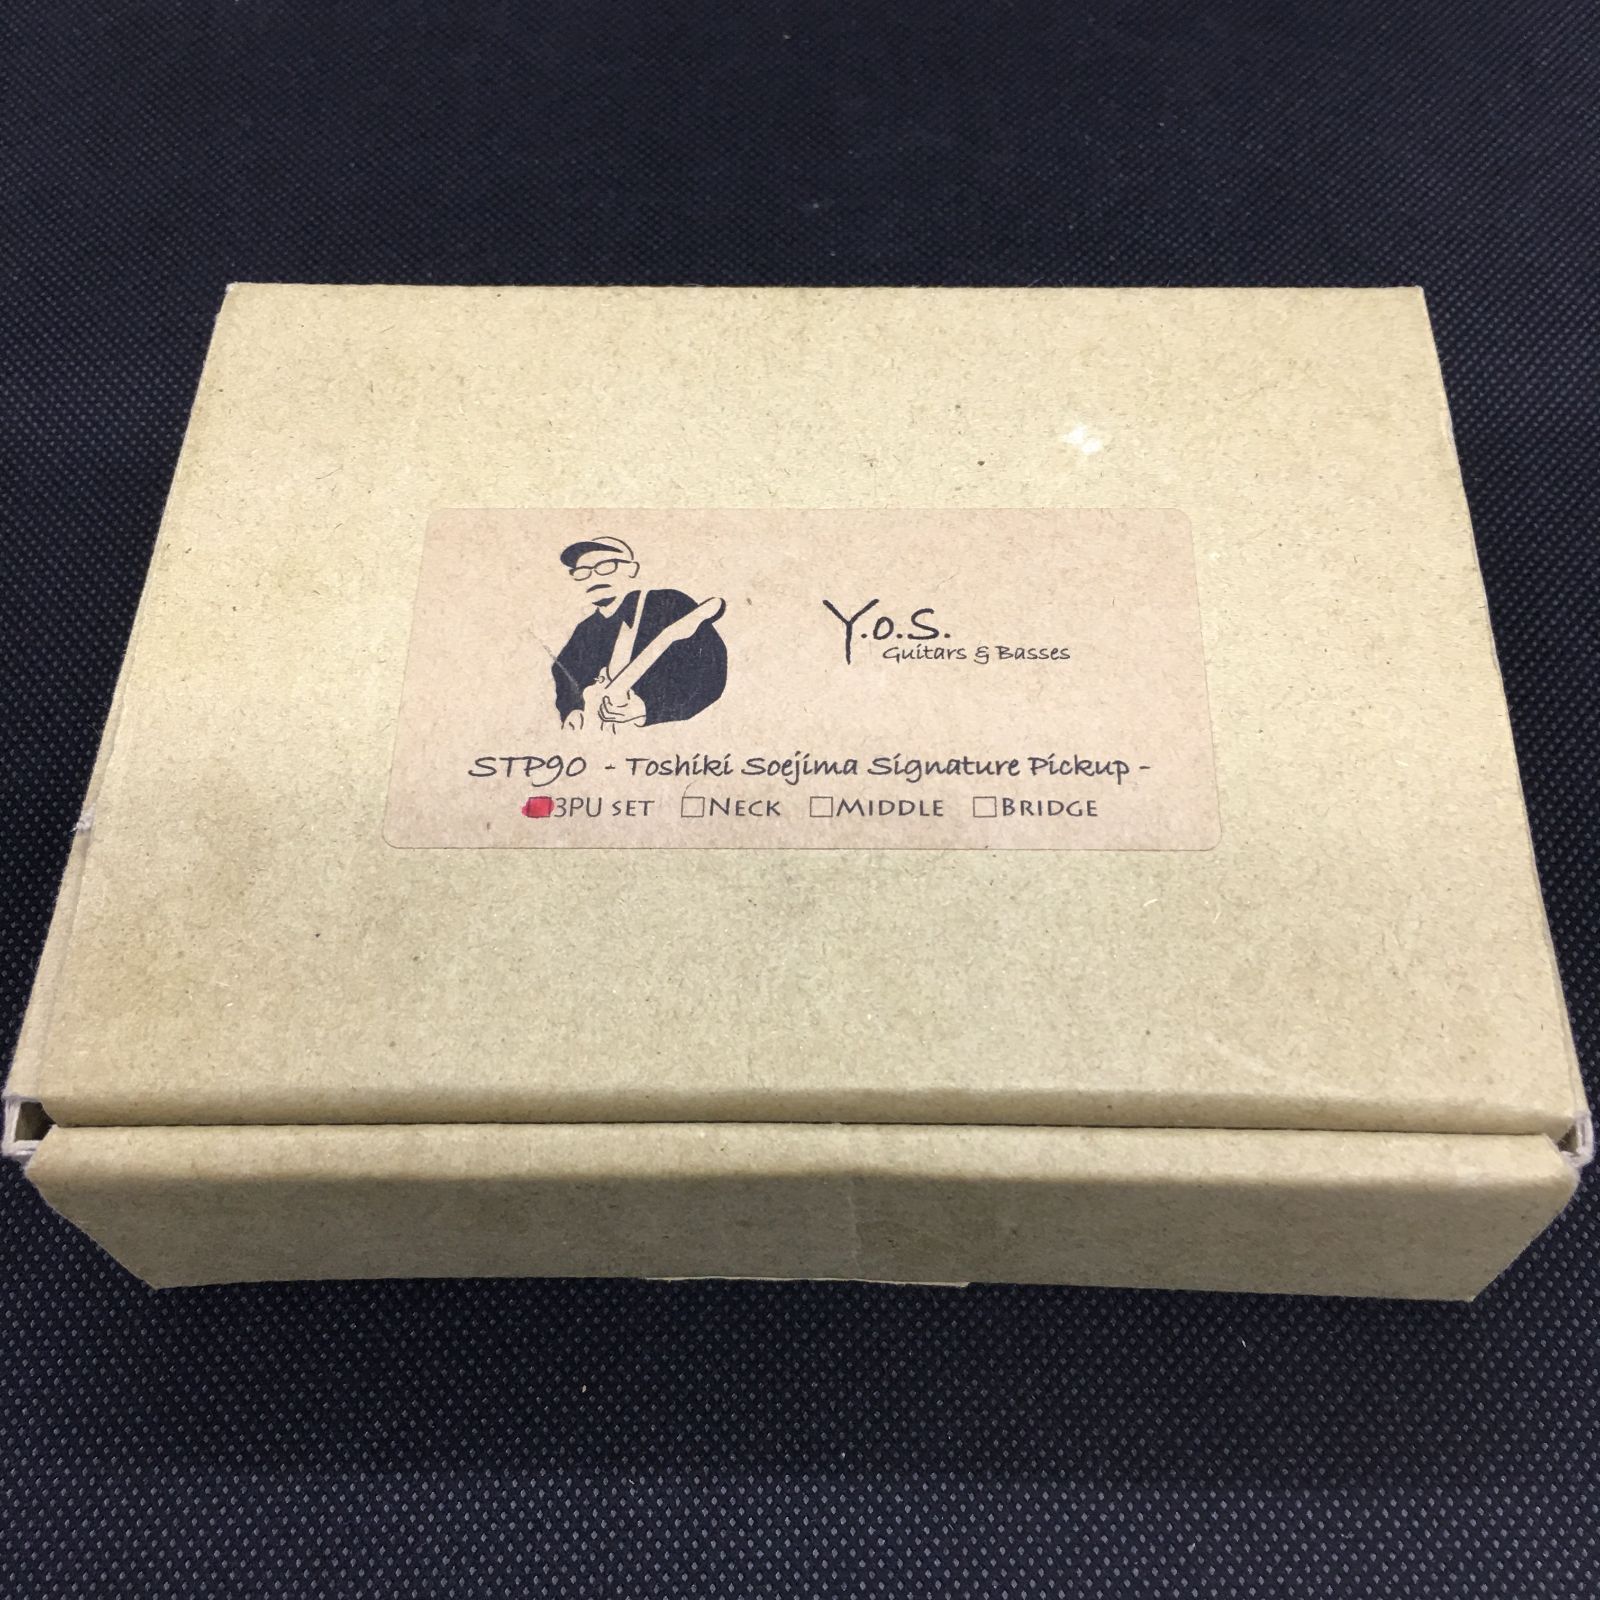 Y.o.S.
Guitars & Basses
STP90 - Toshiki Soejima Signature Pickup -
3PU SET NECK MIDDLE BRIDGE